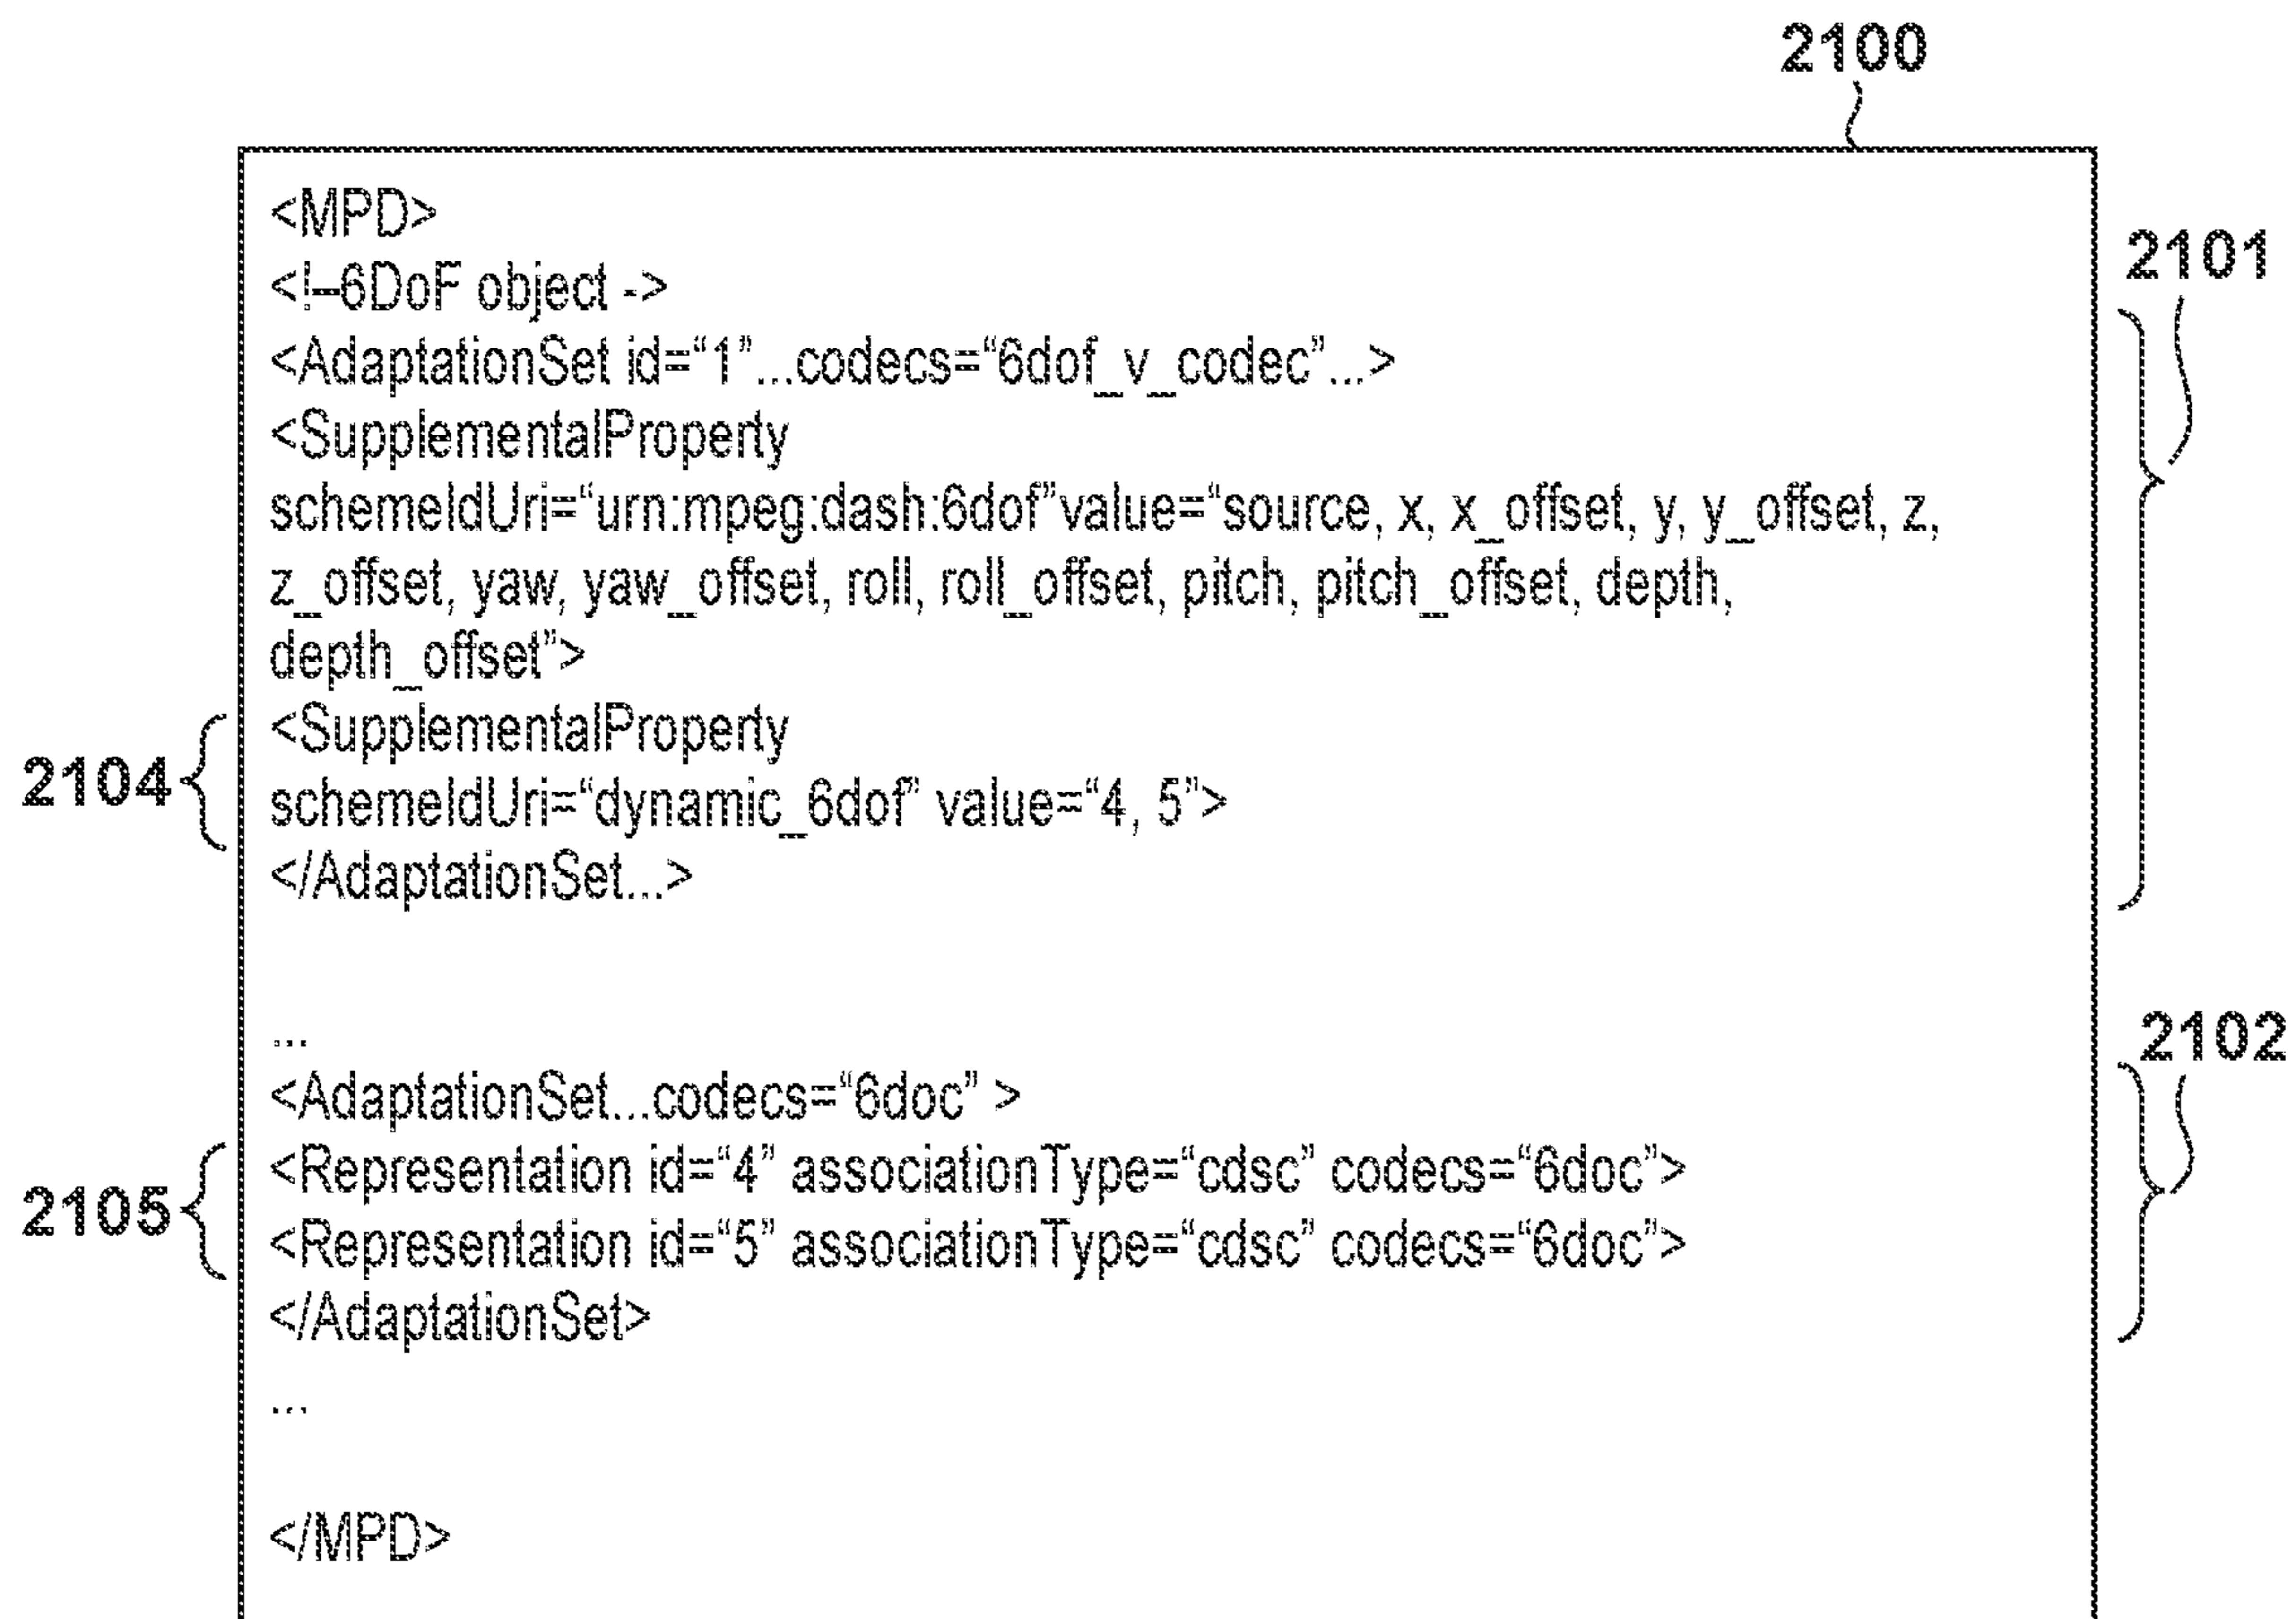 2100
<MPD>
<!–6DoF object ->
2101
<AdaptationSet id=“1”...codecs=“6dof_v_codec”...>
<SupplementalProperty
schemeIdUri=“urn:mpeg:dash:6dof”value=“source, x, x_offset, y, y_offset, z,
z_offset, yaw, yaw_offset, roll, roll_offset, pitch, pitch_offset, depth,
depth_offset”>
2104
<SupplementalProperty
schemeIdUri=“dynamic_6dof” value=“4, 5”>
</AdaptationSet...>
...
2102
<AdaptationSet...codecs=“6doc” >
2105
<Representation id=“4” associationType=“cdsc” codecs=“6doc”>
<Representation id=“5” associationType=“cdsc” codecs=“6doc”>
</AdaptationSet>
...
</MPD>